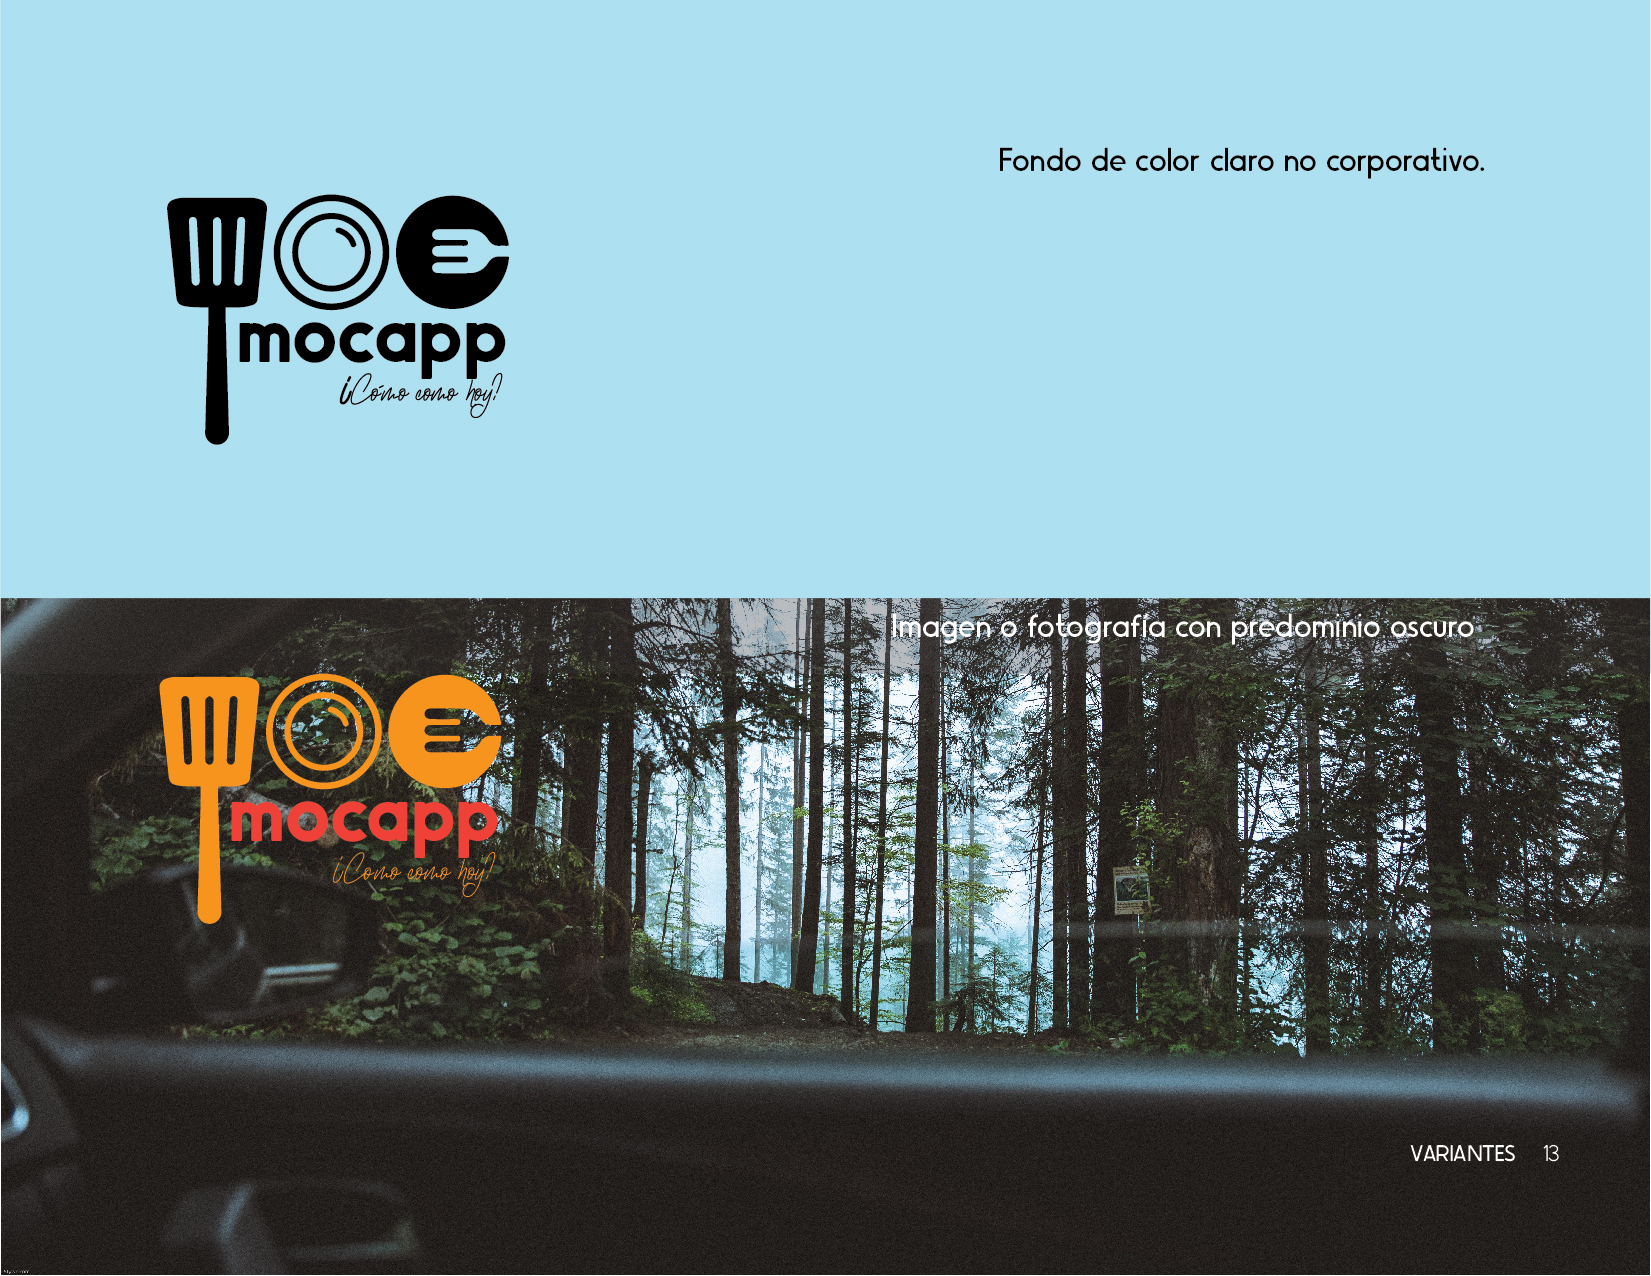 Fondo de color claro no corporativo.
mocapp
¿Cómo como hoy?
Imagen o fotografía con predominio oscuro
mocapp
¿Como como hoy?
VARIANTES 13